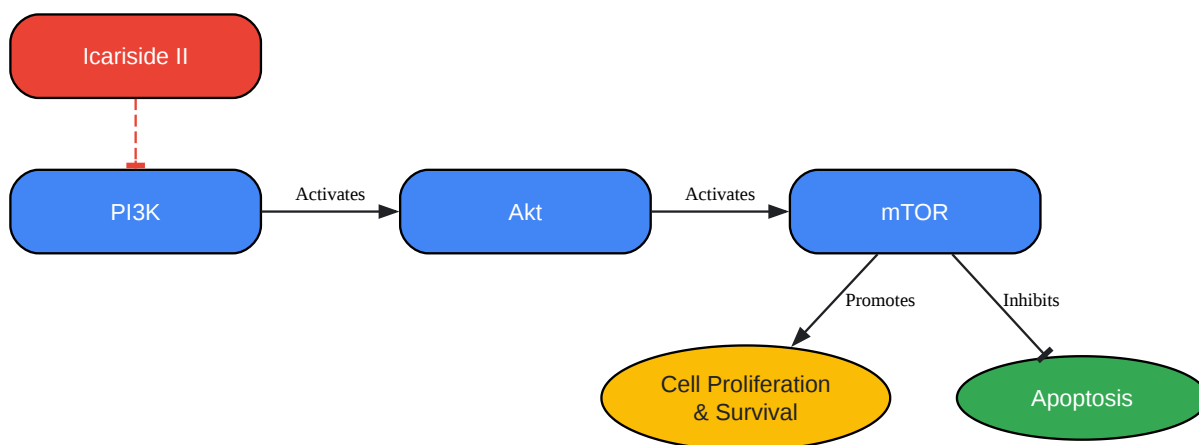 Icariside II
PI3K
Activates
Akt
Activates
mTOR
Promotes
Inhibits
Cell Proliferation
& Survival
Apoptosis